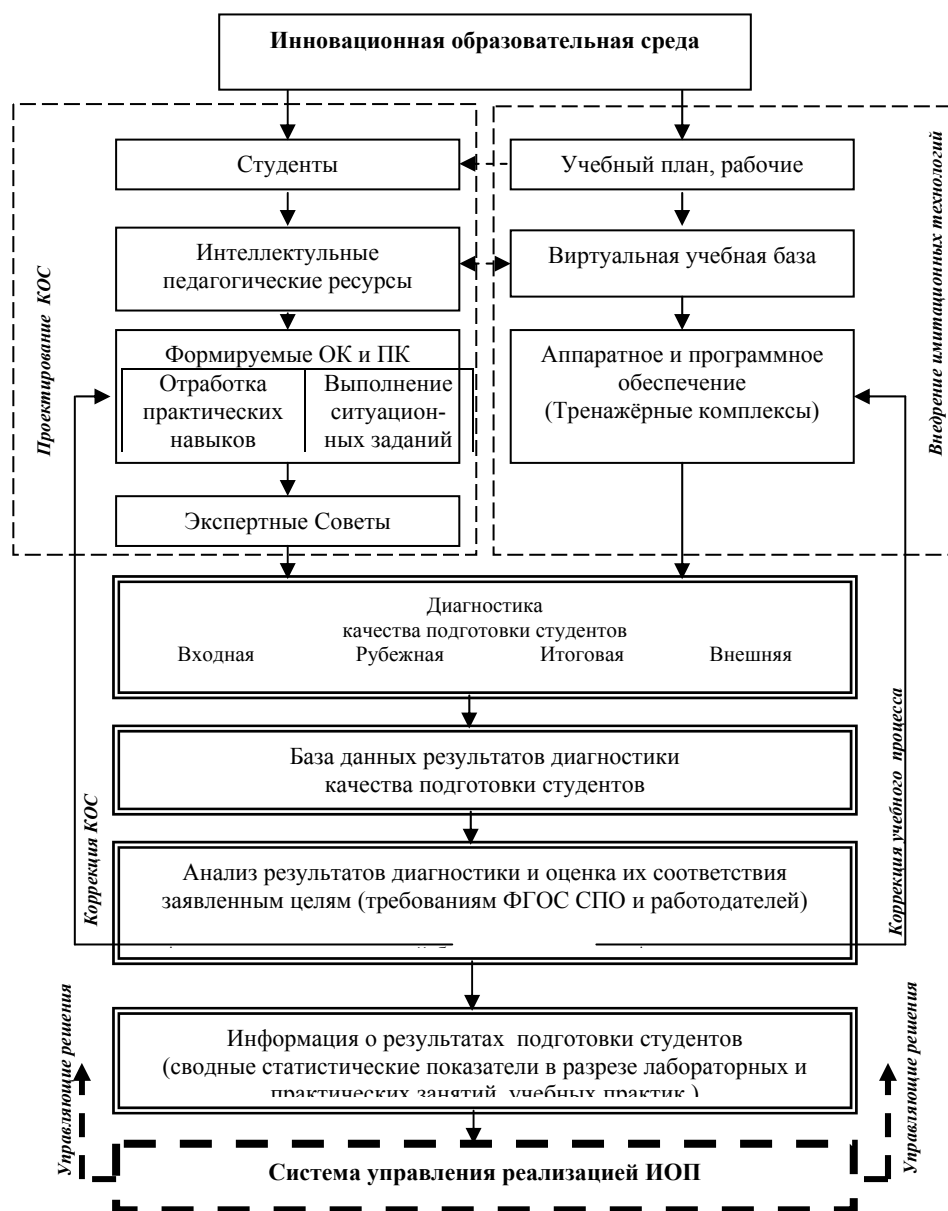 Инновационная образовательная среда
Студенты
Учебный план, рабочие
Интеллектульные
педагогические ресурсы
Виртуальная учебная база
Формируемые ОК и ПК
Отработка
практических
навыков
Выполнение
ситуацион-
ных заданий
Аппаратное и программное
обеспечение
(Тренажёрные комплексы)
Экспертные Советы
Проектирование КОС
Внедрение имитационных технологий
Диагностика
качества подготовки студентов
Входная Рубежная Итоговая Внешняя
База данных результатов диагностики
качества подготовки студентов
Анализ результатов диагностики и оценка их соответствия
заявленным целям (требованиям ФГОС СПО и работодателей)
Коррекция КОС
Коррекция учебного процесса
Информация о результатах подготовки студентов
(сводные статистические показатели в разрезе лабораторных и
практических занятий, учебных практик )
Управляющие решения
Управляющие решения
Система управления реализацией ИОП